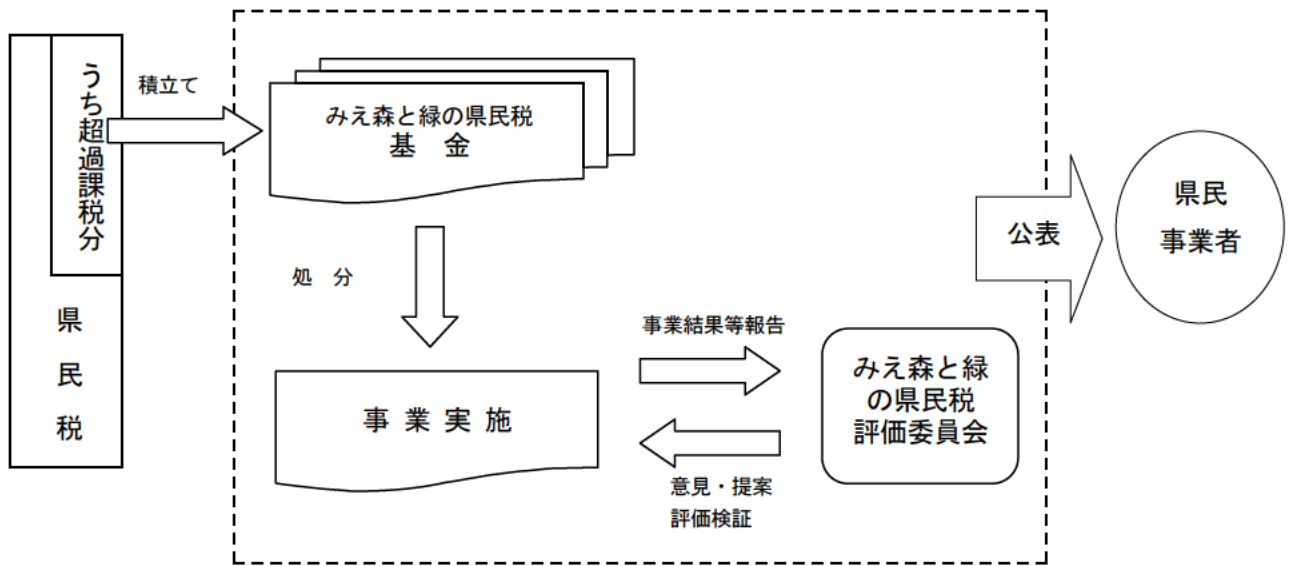 うち超過課税分
県民税
積立て
みえ森と緑の県民税
基　金
処　分
事 業 実 施
事業結果等報告
意見・提案
評価検証
みえ森と緑
の県民税
評価委員会
公表
県民
事業者